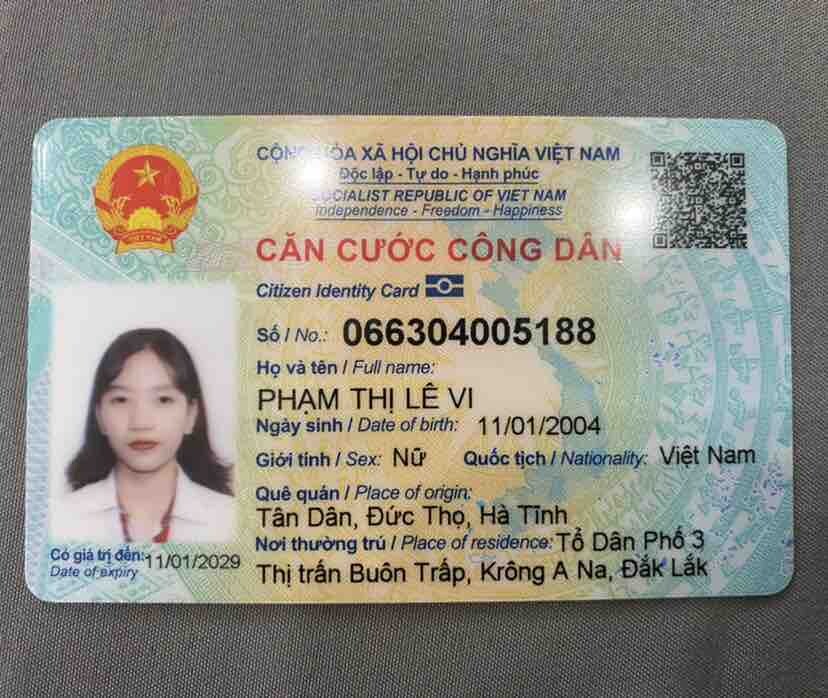 CỘNG HÒA XÃ HỘI CHỦ NGHĨA VIỆT NAM
Độc lập - Tự do - Hạnh phúc
SOCIALIST REPUBLIC OF VIET NAM
Independence - Freedom - Happiness
CĂN CƯỚC CÔNG DÂN
Citizen Identity Card
Số / No.: 066304005188
Họ và tên / Full name:
PHẠM THỊ LÊ VI
Ngày sinh / Date of birth: 11/01/2004
Giới tính / Sex: Nữ Quốc tịch / Nationality: Việt Nam
Quê quán / Place of origin:
Tân Dân, Đức Thọ, Hà Tĩnh
Nơi thường trú / Place of residence: Tổ Dân Phố 3
Thị trấn Buôn Trấp, Krông A Na, Đắk Lắk
Có giá trị đến: 11/01/2029
Date of expiry
VIỆT NAM